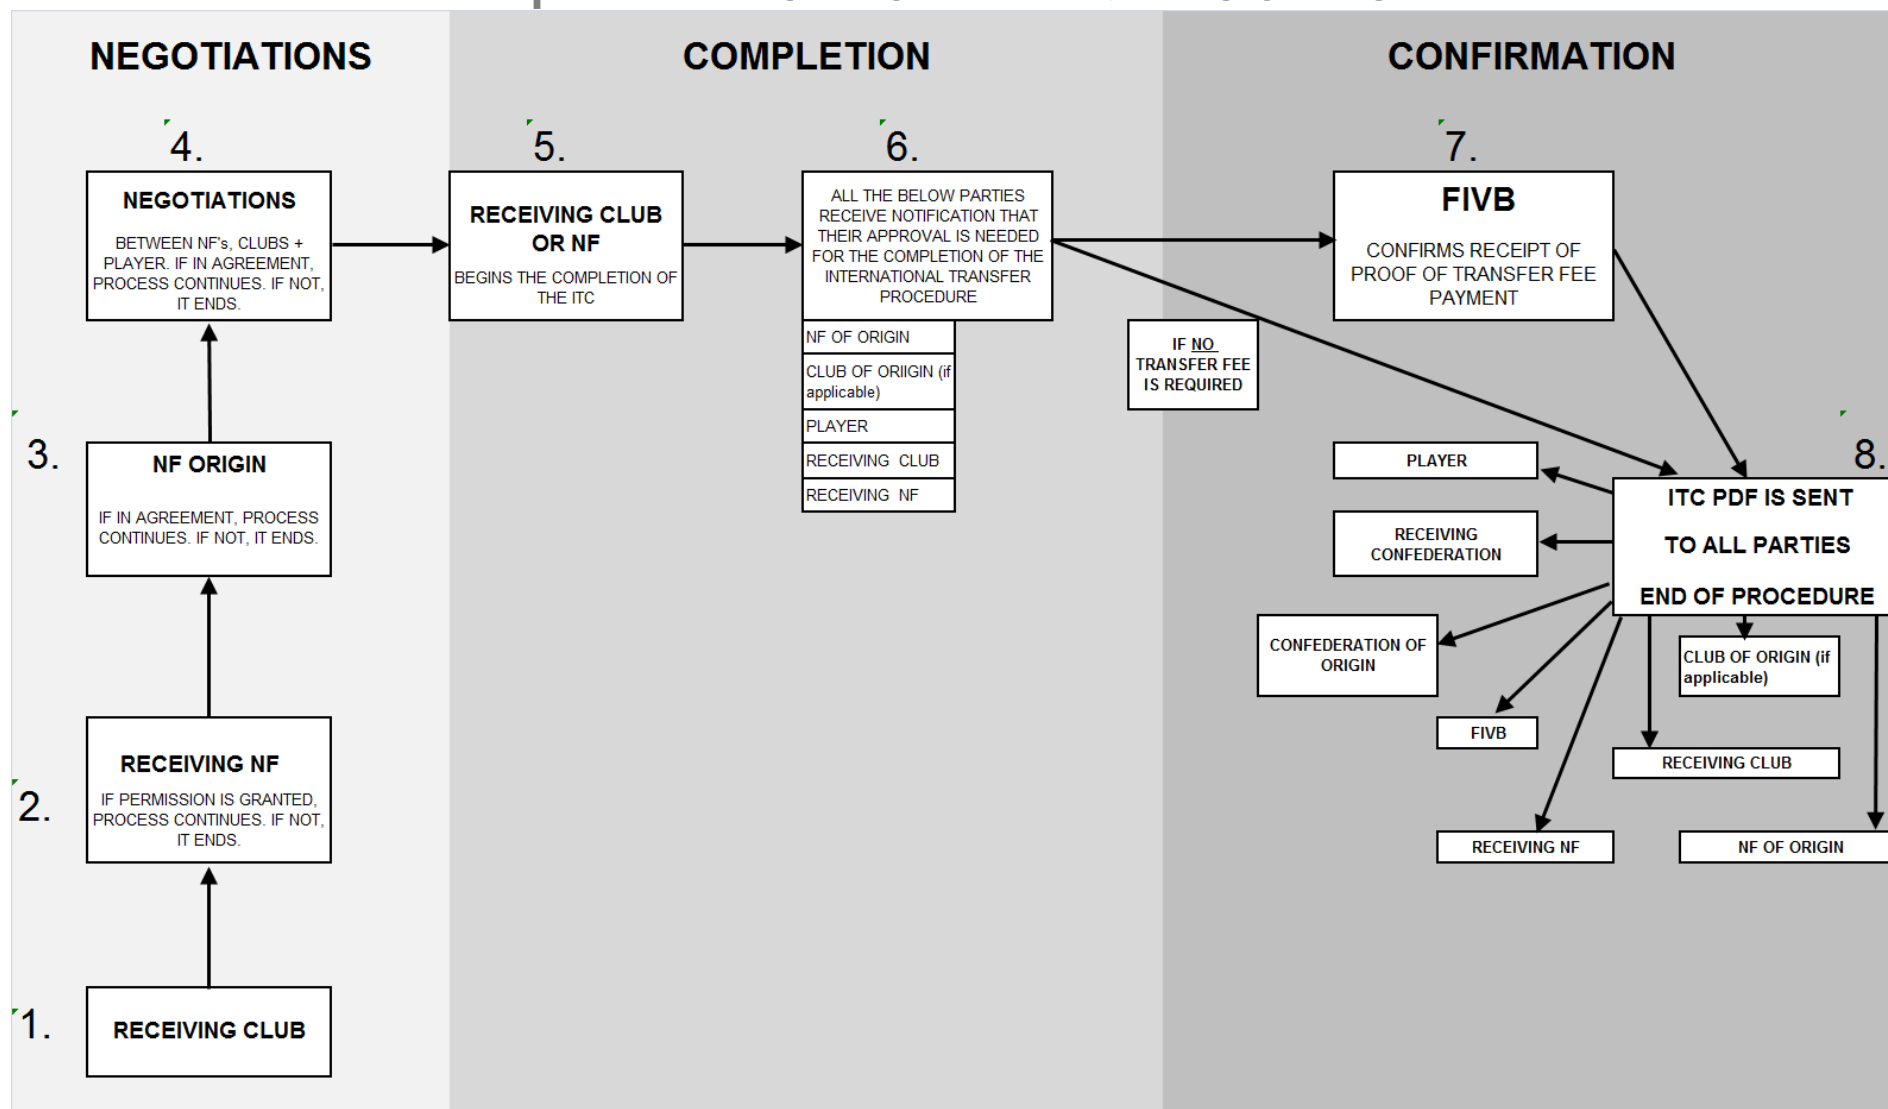 NEGOTIATIONS
COMPLETION
CONFIRMATION
4.
NEGOTIATIONS
BETWEEN NF's, CLUBS +
PLAYER. IF IN AGREEMENT,
PROCESS CONTINUES. IF NOT,
IT ENDS.
5.
RECEIVING CLUB
OR NF
BEGINS THE COMPLETION OF
THE ITC
6.
ALL THE BELOW PARTIES
RECEIVE NOTIFICATION THAT
THEIR APPROVAL IS NEEDED
FOR THE COMPLETION OF THE
INTERNATIONAL TRANSFER
PROCEDURE
NF OF ORIGIN
CLUB OF ORIIGIN (if
applicable)
PLAYER
RECEIVING CLUB
RECEIVING NF
7.
FIVB
CONFIRMS RECEIPT OF
PROOF OF TRANSFER FEE
PAYMENT
IF NO
TRANSFER FEE
IS REQUIRED
3.
NF ORIGIN
IF IN AGREEMENT, PROCESS
CONTINUES. IF NOT, IT ENDS.
8.
ITC PDF IS SENT
TO ALL PARTIES
END OF PROCEDURE
PLAYER
RECEIVING
CONFEDERATION
CONFEDERATION OF
ORIGIN
FIVB
RECEIVING NF
RECEIVING CLUB
CLUB OF ORIGIN (if
applicable)
NF OF ORIGIN
2.
RECEIVING NF
IF PERMISSION IS GRANTED,
PROCESS CONTINUES. IF NOT,
IT ENDS.
1.
RECEIVING CLUB